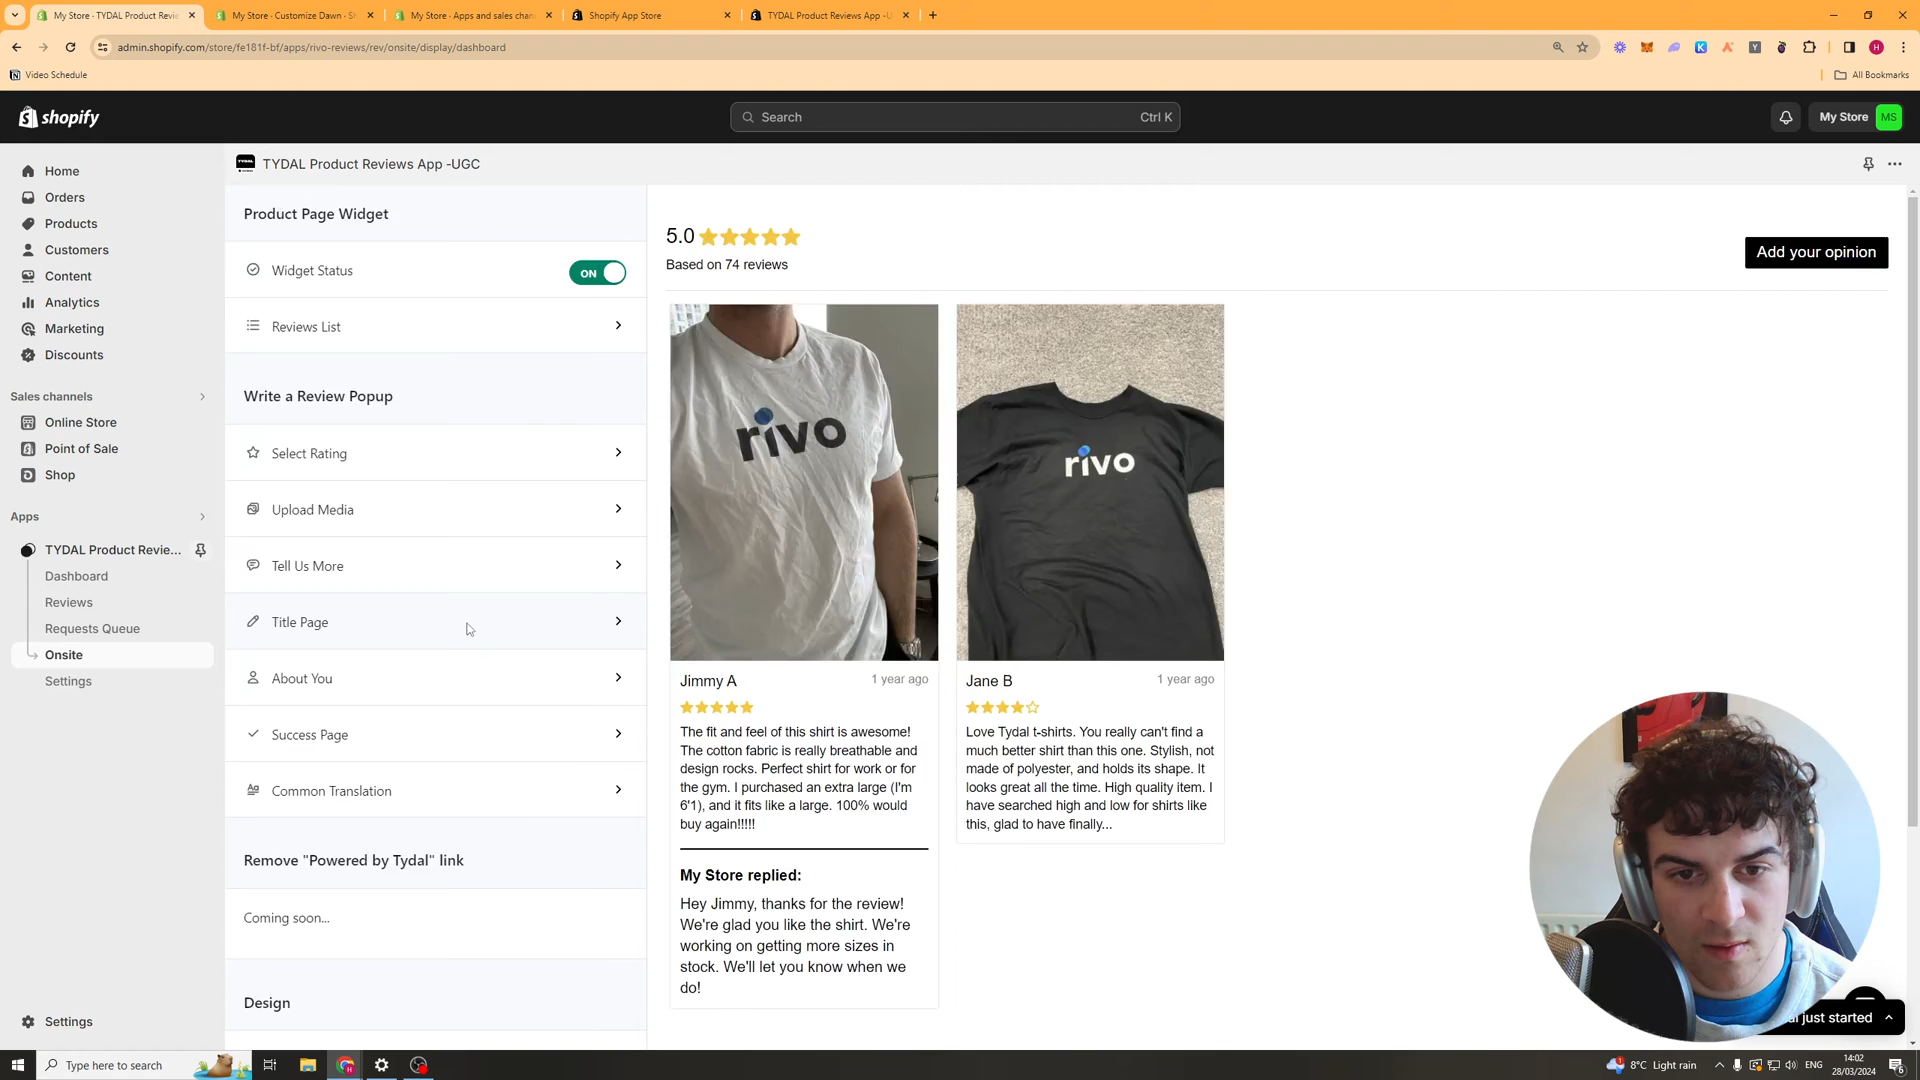 My Store - TYDAL Product Revie
My Store · Customize Dawn · S
My Store · Apps and sales chan
Shopify App Store
TYDAL Product Reviews App -U
admin.shopify.com/store/fe181f-bf/apps/rivo-reviews/rev/onsite/display/dashboard
Video Schedule
All Bookmarks
shopify
Search
Ctrl K
My Store
MS
Home
Orders
Products
Customers
Content
Analytics
Marketing
Discounts
Sales channels
Online Store
Point of Sale
Shop
Apps
TYDAL Product Revie...
Dashboard
Reviews
Requests Queue
Onsite
Settings
Settings
TYDAL Product Reviews App -UGC
Product Page Widget
Widget Status
ON
Reviews List
Write a Review Popup
Select Rating
Upload Media
Tell Us More
Title Page
About You
Success Page
Common Translation
Remove "Powered by Tydal" link
Coming soon...
Design
5.0
Based on 74 reviews
Add your opinion
rivo
rivo
Jimmy A
1 year ago
The fit and feel of this shirt is awesome!
The cotton fabric is really breathable and
design rocks. Perfect shirt for work or for
the gym. I purchased an extra large (I'm
6'1), and it fits like a large. 100% would
buy again!!!!!
My Store replied:
Hey Jimmy, thanks for the review!
We're glad you like the shirt. We're
working on getting more sizes in
stock. We'll let you know when we
do!
Jane B
1 year ago
Love Tydal t-shirts. You really can't find a
much better shirt than this one. Stylish, not
made of polyester, and holds its shape. It
looks great all the time. High quality item. I
have searched high and low for shirts like
this, glad to have finally...
just started
Type here to search
8°C Light rain
ENG
14:02
28/03/2024